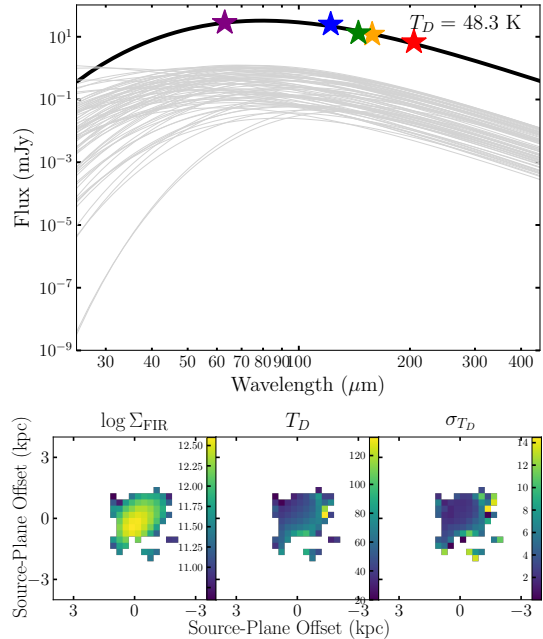 T_D = 48.3 K
Flux (mJy)
10^1
10^-1
10^-3
10^-5
10^-7
10^-9
30 40 50 60 70 80 90 100 200 300 400
Wavelength (μm)
log Σ_FIR
T_D
σ_{T_D}
Source-Plane Offset (kpc)
3
0
−3
12.50
12.25
12.00
11.75
11.50
11.25
11.00
120
100
80
60
40
20
14
12
10
8
6
4
2
3 0 −3 3 0 −3 3 0 −3
Source-Plane Offset (kpc)